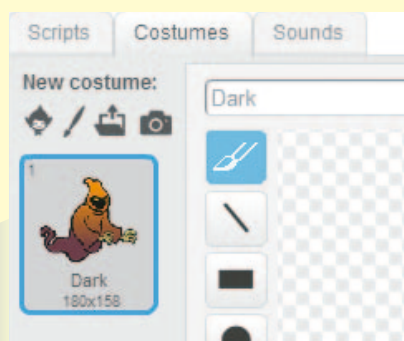 Scripts Costumes Sounds
New costume:
Dark
1
Dark
180x158